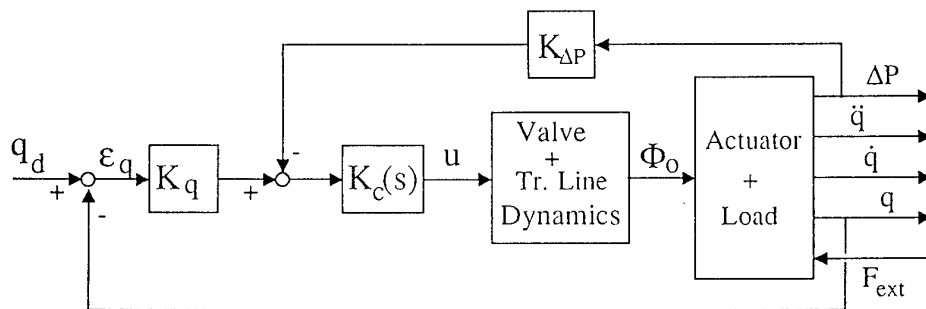 K_ΔP
ΔP
q̈
q̇
q
F_ext
q_d
+
-
ε_q
K_q
+
-
K_c(s)
u
Valve
+
Tr. Line
Dynamics
Φ_o
Actuator
+
Load